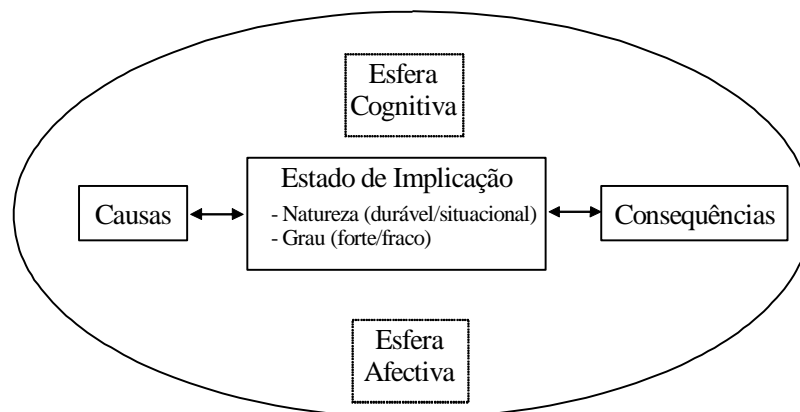 Esfera
Cognitiva
Causas
Estado de Implicação
- Natureza (durável/situacional)
- Grau (forte/fraco)
Consequências
Esfera
Afectiva